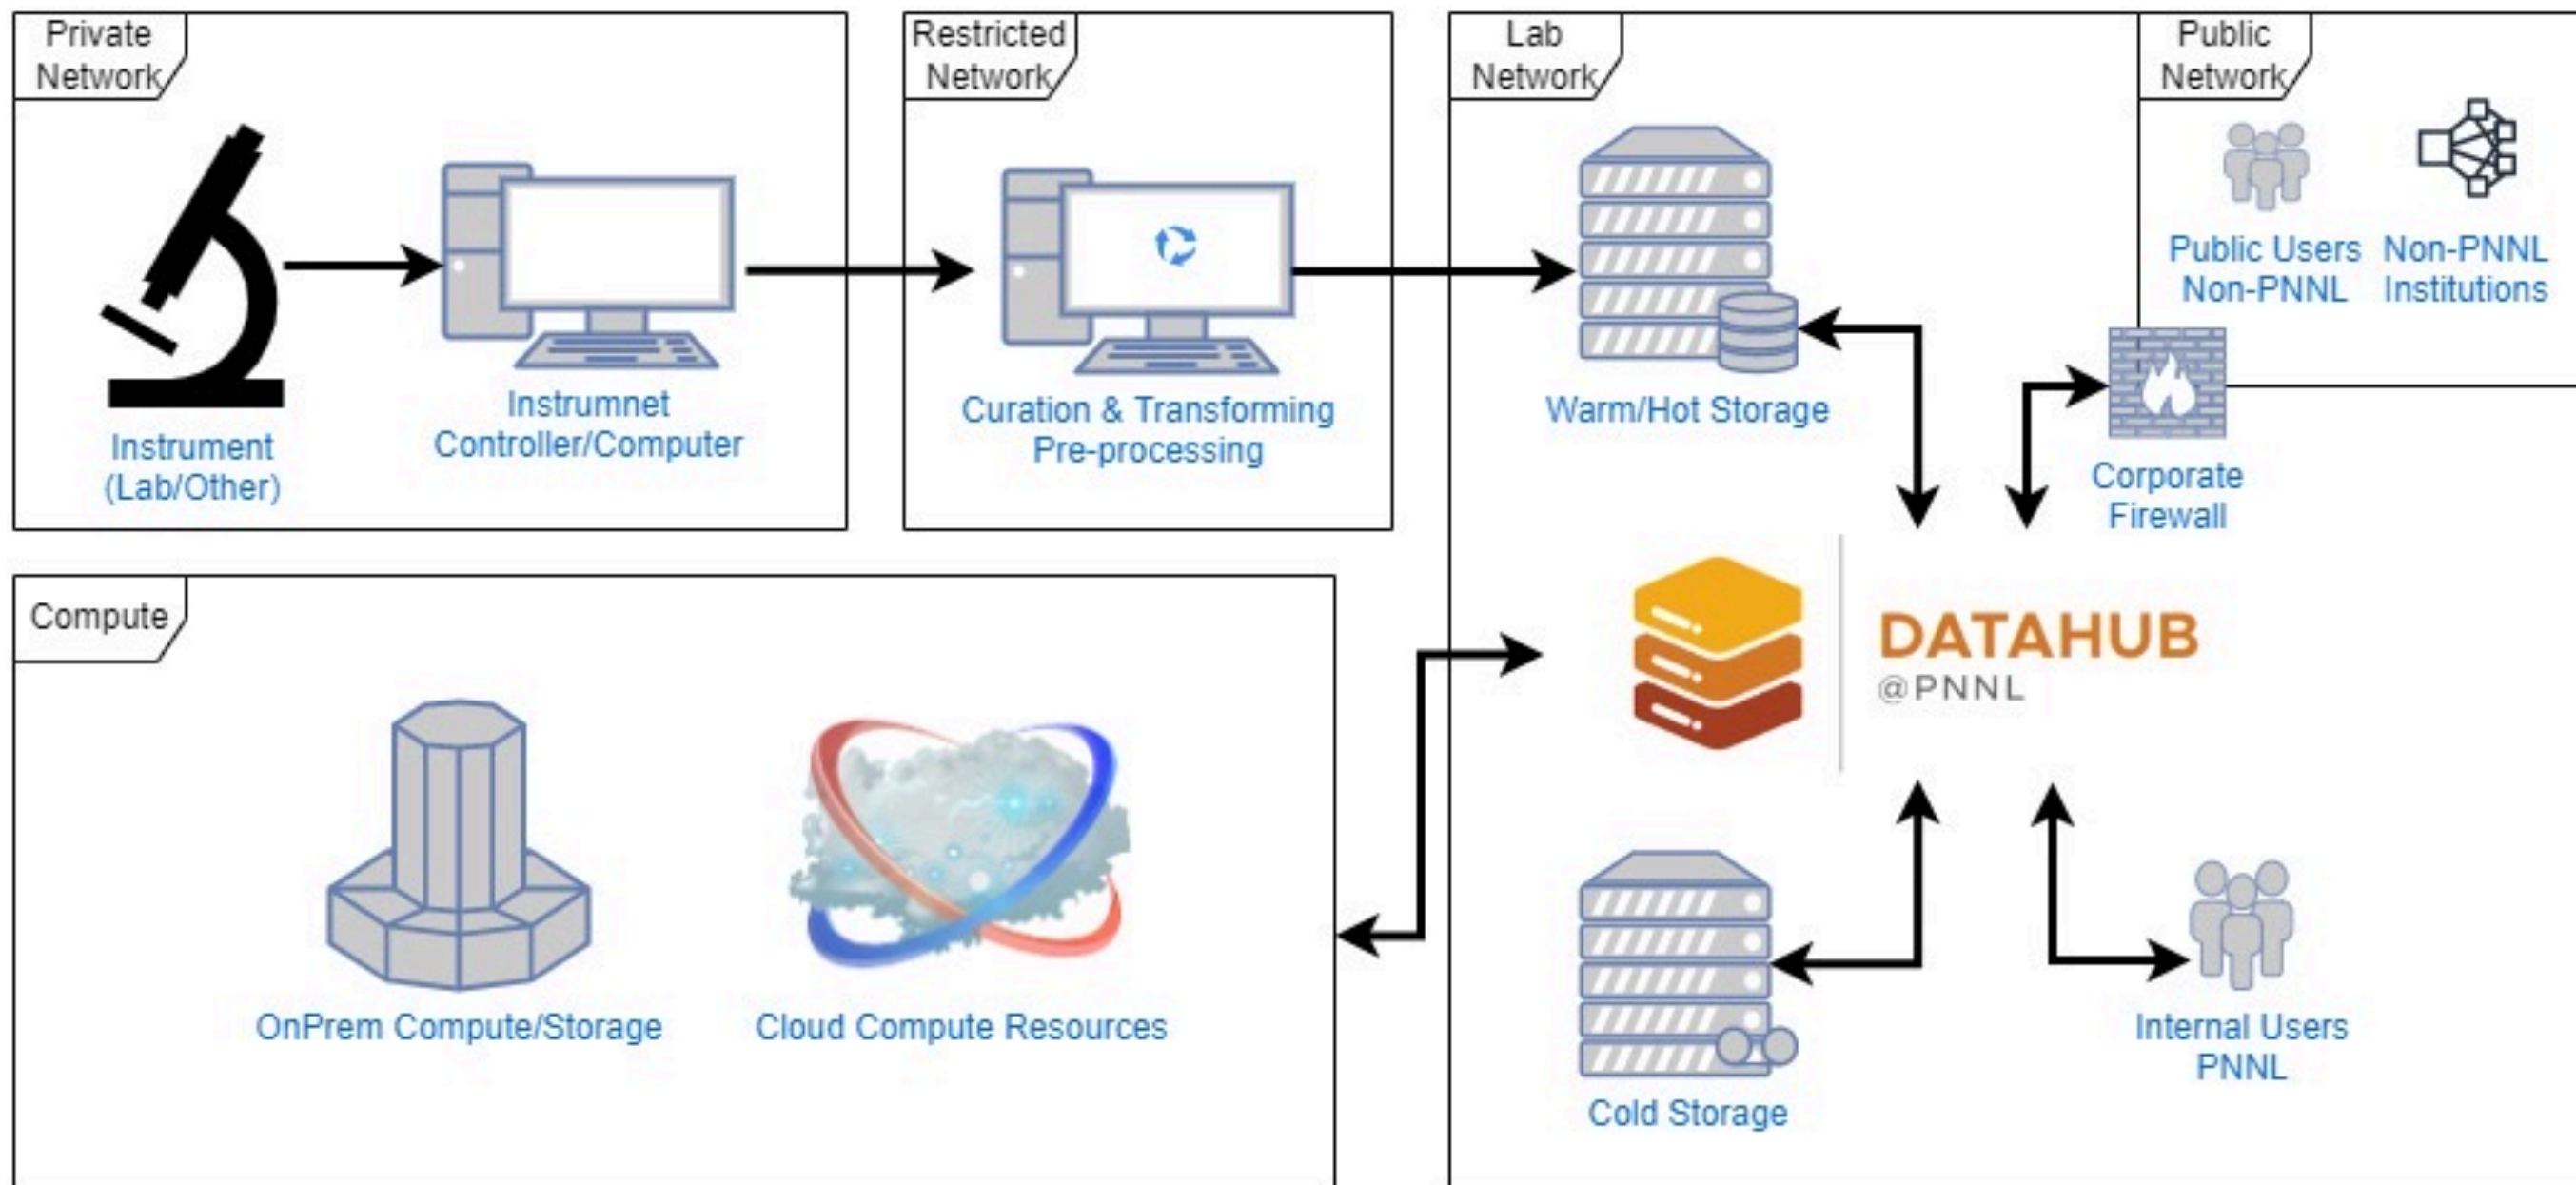 Private
Network
Restricted
Network
Lab
Network
Public
Network
Instrument
(Lab/Other)
Instrumnet
Controller/Computer
Curation & Transforming
Pre-processing
Warm/Hot Storage
Public Users
Non-PNNL
Non-PNNL
Institutions
Corporate
Firewall
Compute
OnPrem Compute/Storage
Cloud Compute Resources
DATAHUB
@PNNL
Cold Storage
Internal Users
PNNL